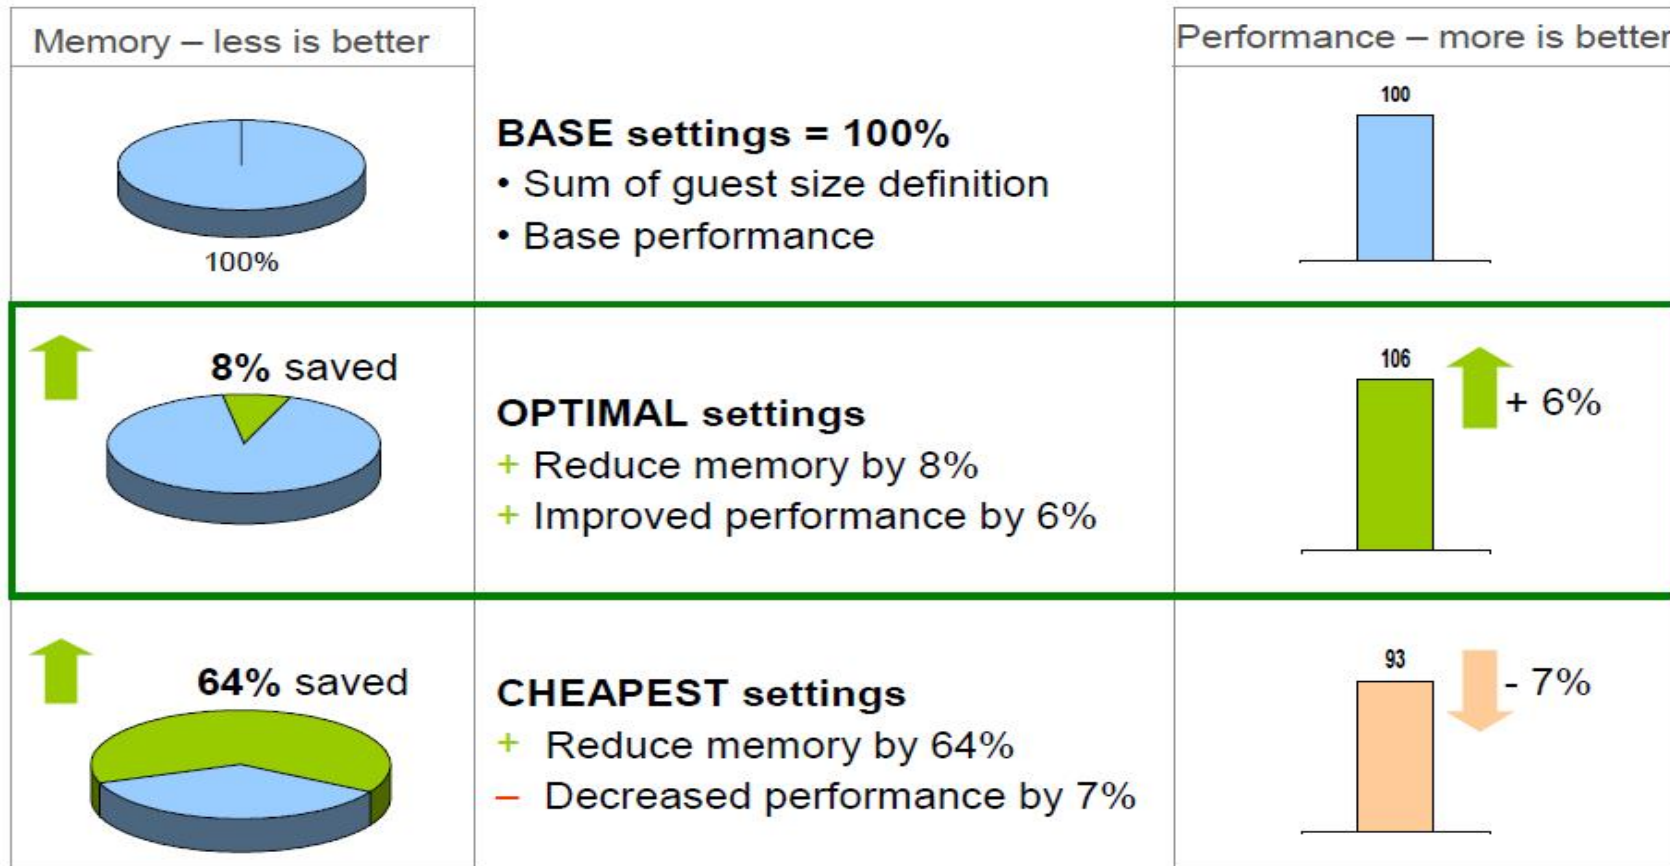 Memory – less is better
Performance – more is better
100%
BASE settings = 100%
• Sum of guest size definition
• Base performance
100
8% saved
OPTIMAL settings
+ Reduce memory by 8%
+ Improved performance by 6%
106
+ 6%
64% saved
CHEAPEST settings
+ Reduce memory by 64%
– Decreased performance by 7%
93
- 7%